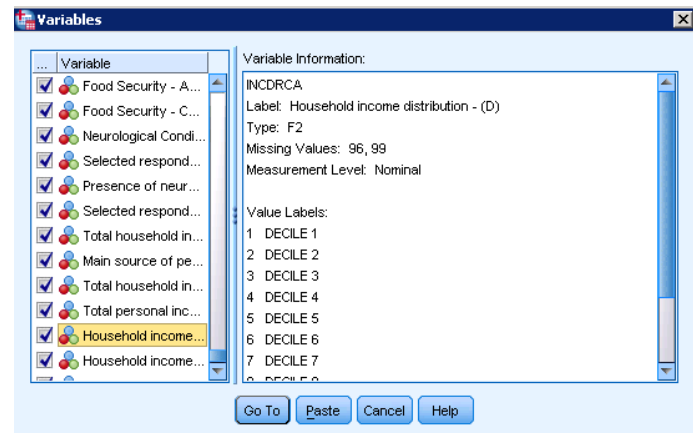 Variables
... Variable
Food Security - A...
Food Security - C...
Neurological Condi...
Selected respond...
Presence of neur...
Selected respond...
Total household in...
Main source of pe...
Total household in...
Total personal inc...
Household income...
Household income...
Variable Information:
INCDRCA
Label: Household income distribution - (D)
Type: F2
Missing Values: 96, 99
Measurement Level: Nominal
Value Labels:
1 DECILE 1
2 DECILE 2
3 DECILE 3
4 DECILE 4
5 DECILE 5
6 DECILE 6
7 DECILE 7
Go To Paste Cancel Help